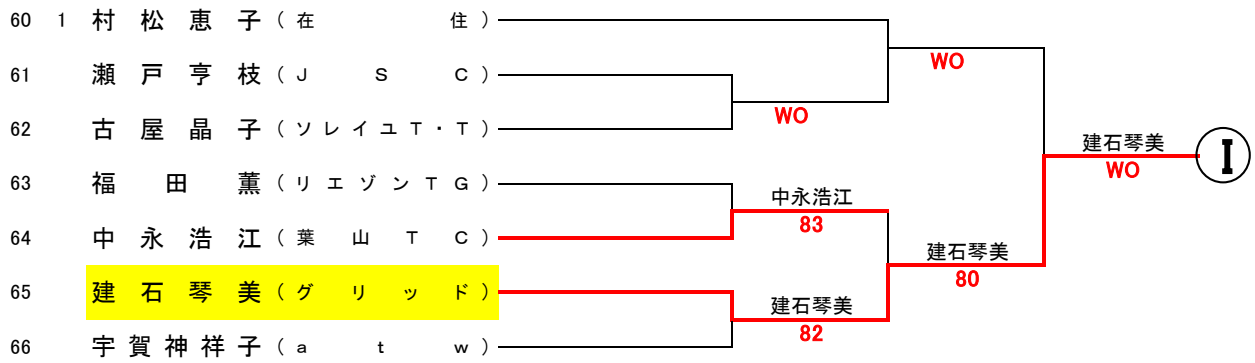 60 1 村松恵子(在住)
WO
61 瀬戸亨枝(JSC)
WO
62 古屋晶子(ソレイユT・T)
建石琴美
WO
I
63 福田薫(リエゾンTG)
中永浩江
83
64 中永浩江(葉山TC)
建石琴美
80
65 建石琴美(グリッド)
建石琴美
82
66 宇賀神祥子(atw)